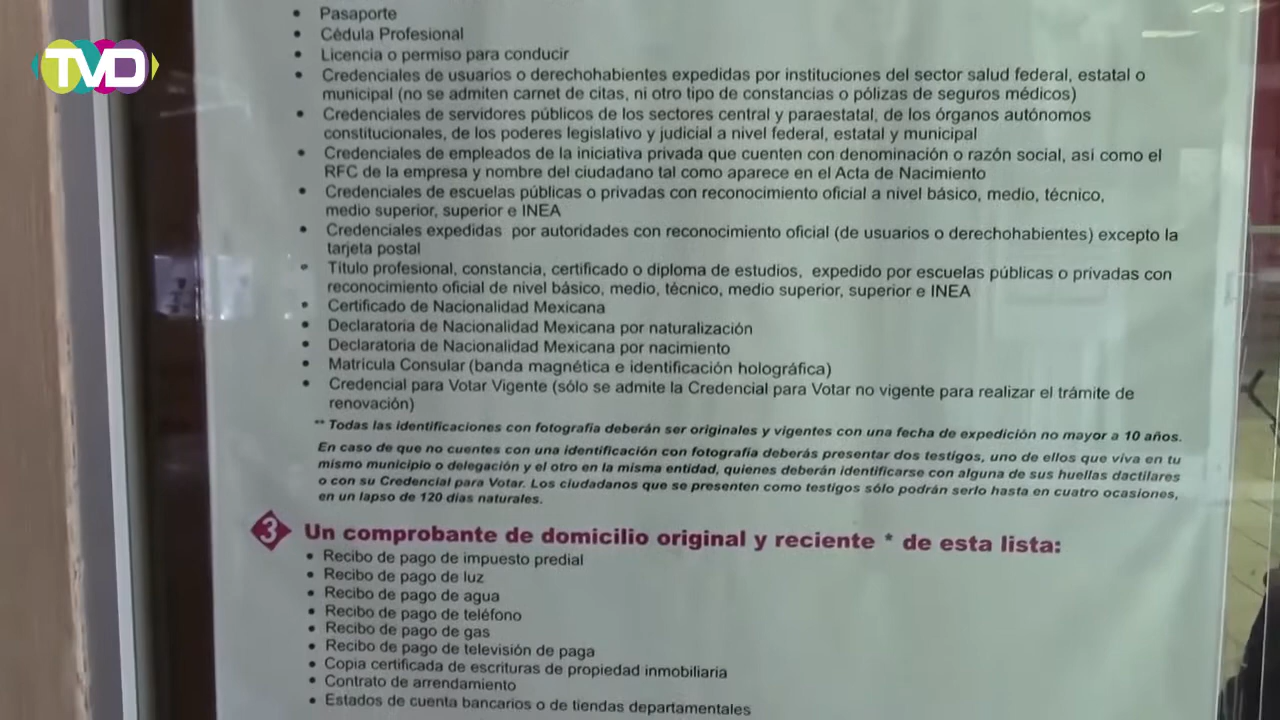 TVD
• Pasaporte
• Cédula Profesional
• Licencia o permiso para conducir
• Credenciales de usuarios o derechohabientes expedidas por instituciones del sector salud federal, estatal o
municipal (no se admiten carnet de citas, ni otro tipo de constancias o pólizas de seguros médicos)
• Credenciales de servidores públicos de los sectores central y paraestatal, de los órganos autónomos
constitucionales, de los poderes legislativo y judicial a nivel federal, estatal y municipal
• Credenciales de empleados de la iniciativa privada que cuenten con denominación o razón social, así como el
RFC de la empresa y nombre del ciudadano tal como aparece en el Acta de Nacimiento
• Credenciales de escuelas públicas o privadas con reconocimiento oficial a nivel básico, medio, técnico,
medio superior, superior e INEA
• Credenciales expedidas por autoridades con reconocimiento oficial (de usuarios o derechohabientes) excepto la
tarjeta postal
• Título profesional, constancia, certificado o diploma de estudios, expedido por escuelas públicas o privadas con
reconocimiento oficial de nivel básico, medio, técnico, medio superior, superior e INEA
• Certificado de Nacionalidad Mexicana
• Declaratoria de Nacionalidad Mexicana por naturalización
• Declaratoria de Nacionalidad Mexicana por nacimiento
• Matrícula Consular (banda magnética e identificación holográfica)
• Credencial para Votar Vigente (sólo se admite la Credencial para Votar no vigente para realizar el trámite de
renovación)
** Todas las identificaciones con fotografía deberán ser originales y vigentes con una fecha de expedición no mayor a 10 años.
En caso de que no cuentes con una identificación con fotografía deberás presentar dos testigos, uno de ellos que viva en tu
mismo municipio o delegación y el otro en la misma entidad, quienes deberán identificarse con alguna de sus huellas dactilares
o con su Credencial para Votar. Los ciudadanos que se presenten como testigos sólo podrán serlo hasta en cuatro ocasiones,
en un lapso de 120 días naturales.
3 Un comprobante de domicilio original y reciente * de esta lista:
• Recibo de pago de impuesto predial
• Recibo de pago de luz
• Recibo de pago de agua
• Recibo de pago de teléfono
• Recibo de pago de gas
• Recibo de pago de televisión de paga
• Copia certificada de escrituras de propiedad inmobiliaria
• Contrato de arrendamiento
• Estados de cuenta bancarios o de tiendas departamentales